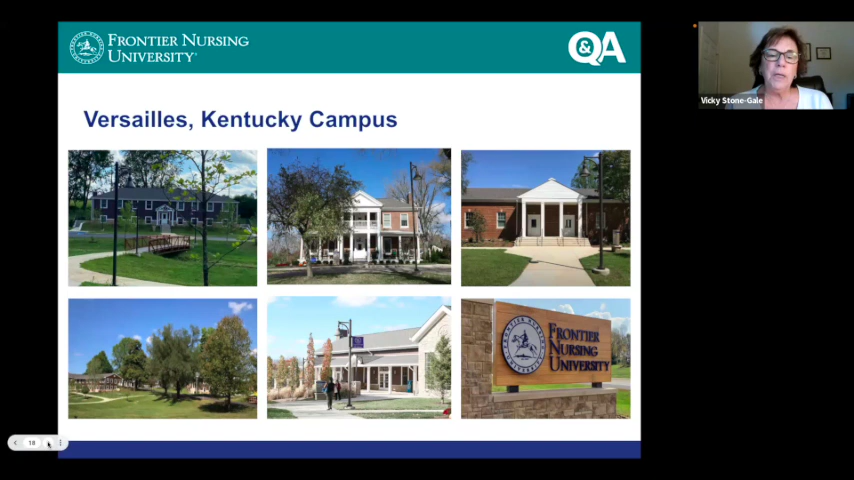 FRONTIER NURSING
UNIVERSITY
Q&A
Vicky Stone-Gale
Versailles, Kentucky Campus
FRONTIER
NURSING
UNIVERSITY
18